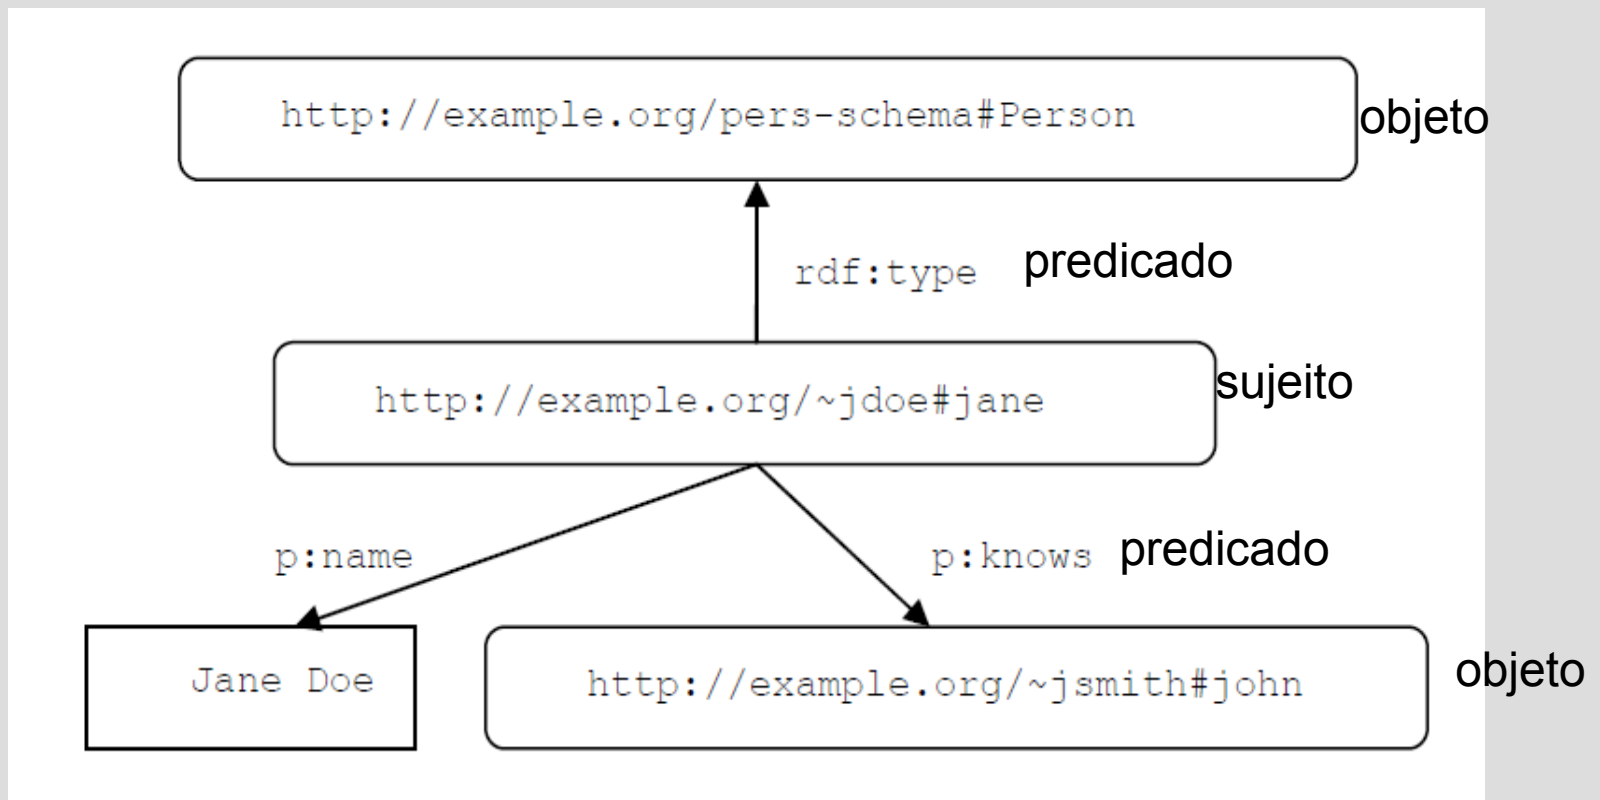 http://example.org/pers-schema#Person
objeto
rdf:type
predicado
http://example.org/~jdoe#jane
sujeito
p:name
p:knows
predicado
Jane Doe
http://example.org/~jsmith#john
objeto